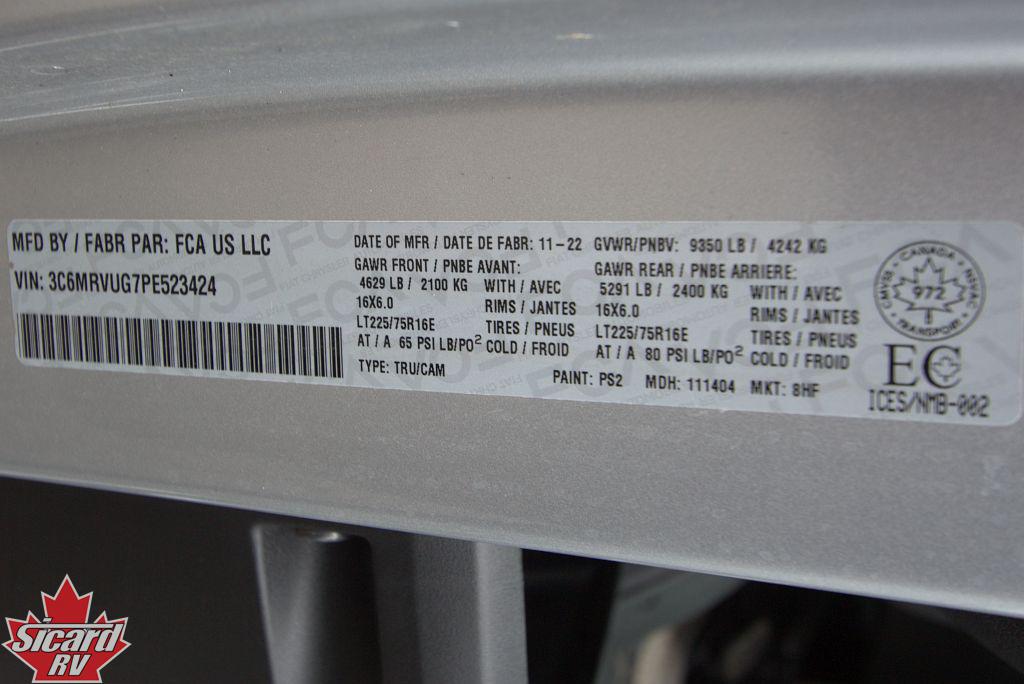 MFD BY / FABR PAR: FCA US LLC
VIN: 3C6MRVUG7PE523424
DATE OF MFR / DATE DE FABR: 11-22
GVWR/PNBV: 9350 LB / 4242 KG
GAWR FRONT / PNBE AVANT:
4629 LB / 2100 KG WITH / AVEC
16X6.0 RIMS / JANTES
LT225/75R16E TIRES / PNEUS
AT / A 65 PSI LB/PO² COLD / FROID
GAWR REAR / PNBE ARRIERE:
5291 LB / 2400 KG WITH / AVEC
16X6.0 RIMS / JANTES
LT225/75R16E TIRES / PNEUS
AT / A 80 PSI LB/PO² COLD / FROID
TYPE: TRU/CAM
PAINT: PS2 MDH: 111404 MKT: 8HF
CANADA
CMVSS 972 NSVAC
TRANSPORT
EC
ICES/NMB-002
Sicard
RV